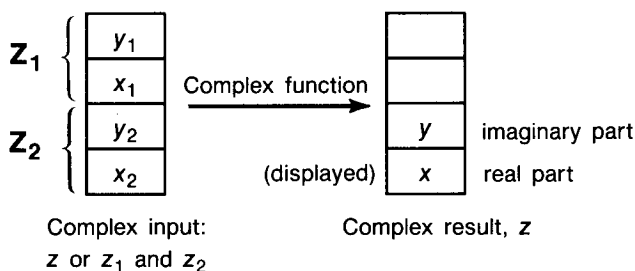 Z1
y1
x1
Z2
y2
x2
Complex function
y imaginary part
(displayed) x real part
Complex input:
z or z1 and z2
Complex result, z